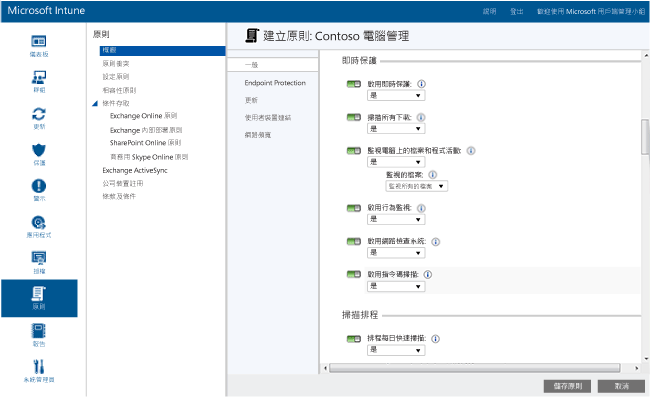 Microsoft Intune
說明
登出
歡迎使用 Microsoft 用戶端管理小組
儀表板
群組
更新
保護
警示
應用程式
授權
原則
報告
系統管理員
原則
概觀
原則衝突
設定原則
相容性原則
條件存取
Exchange Online 原則
Exchange 內部部署原則
SharePoint Online 原則
商務用 Skype Online 原則
Exchange ActiveSync
公司裝置註冊
條款及條件
建立原則: Contoso 電腦管理
一般
Endpoint Protection
更新
使用者裝置連結
網路頻寬
即時保護
啟用即時保護:
是
掃描所有下載:
是
監視電腦上的檔案和程式活動:
是
監視的檔案:
監視所有的檔案
啟用行為監視:
是
啟用網路檢查系統:
是
啟用指令碼掃描:
是
掃描排程
排程每日快速掃描:
是
儲存原則
取消